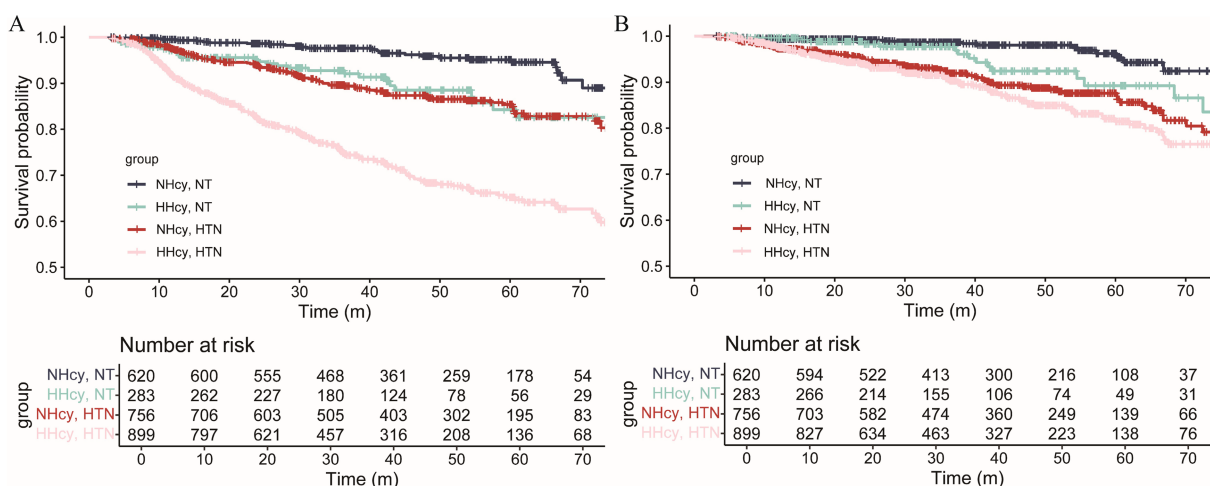 A
Survival probability
1.0
0.9
0.8
0.7
0.6
0.5
group
NHcy, NT
HHcy, NT
NHcy, HTN
HHcy, HTN
0 10 20 30 40 50 60 70
Time (m)
Number at risk
group
NHcy, NT 620 600 555 468 361 259 178 54
HHcy, NT 283 262 227 180 124 78 56 29
NHcy, HTN 756 706 603 505 403 302 195 83
HHcy, HTN 899 797 621 457 316 208 136 68
0 10 20 30 40 50 60 70
Time (m)
B
Survival probability
1.0
0.9
0.8
0.7
0.6
0.5
group
NHcy, NT
HHcy, NT
NHcy, HTN
HHcy, HTN
0 10 20 30 40 50 60 70
Time (m)
Number at risk
group
NHcy, NT 620 594 522 413 300 216 108 37
HHcy, NT 283 266 214 155 106 74 49 31
NHcy, HTN 756 703 582 474 360 249 139 66
HHcy, HTN 899 827 634 463 327 223 138 76
0 10 20 30 40 50 60 70
Time (m)